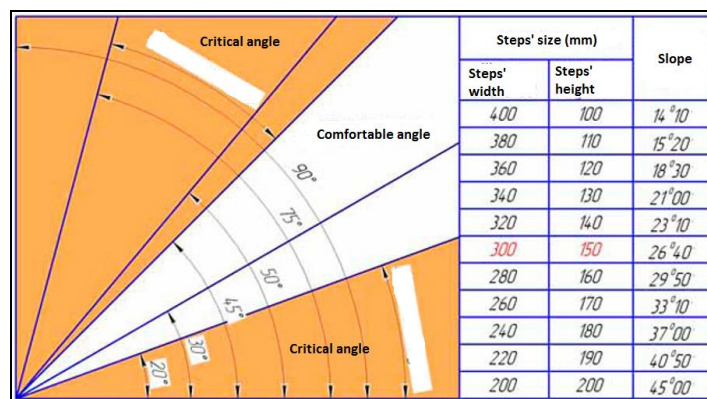 Critical angle
Comfortable angle
90°
75°
50°
45°
30°
20°
Critical angle
Steps' size (mm)
Slope
Steps' width
Steps' height
400 100 14°10
380 110 15°20
360 120 18°30
340 130 21°00
320 140 23°10
300 150 26°40
280 160 29°50
260 170 33°10
240 180 37°00
220 190 40°50
200 200 45°00